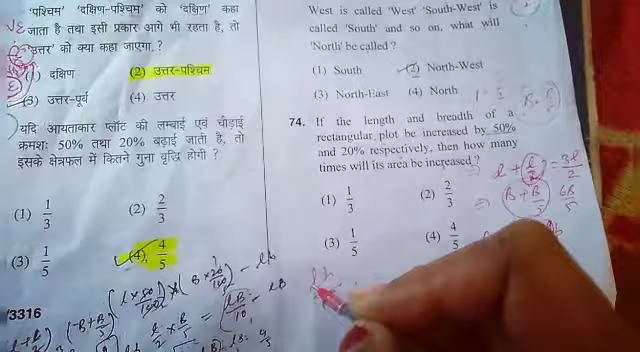 'पश्चिम' 'दक्षिण-पश्चिम' को 'दक्षिण' कहा
जाता है तथा इसी प्रकार आगे भी रहता है, तो
'उत्तर' को क्या कहा जाएगा. ?
(1) दक्षिण
(2) उत्तर-पश्चिम
(3) उत्तर-पूर्व
(4) उत्तर
यदि आयताकार प्लॉट की लम्बाई एवं चौड़ाई
क्रमशः 50% तथा 20% बढ़ाई जाती है, तो
इसके क्षेत्रफल में कितने गुना वृद्धि होगी ?
(1) 1/3
(2) 2/3
(3) 1/5
(4) 4/5
3316
West is called 'West' 'South-West' is
called 'South' and so on, what will
'North' be called ?
(1) South
(2) North-West
(3) North-East
(4) North
74. If the length and breadth of a
rectangular plot be increased by 50%
and 20% respectively, then how many
times will its area be increased ?
(1) 1/3
(2) 2/3
(3) 1/5
(4) 4/5
l + l/2 = 3l/2
B + B/5 6B/5